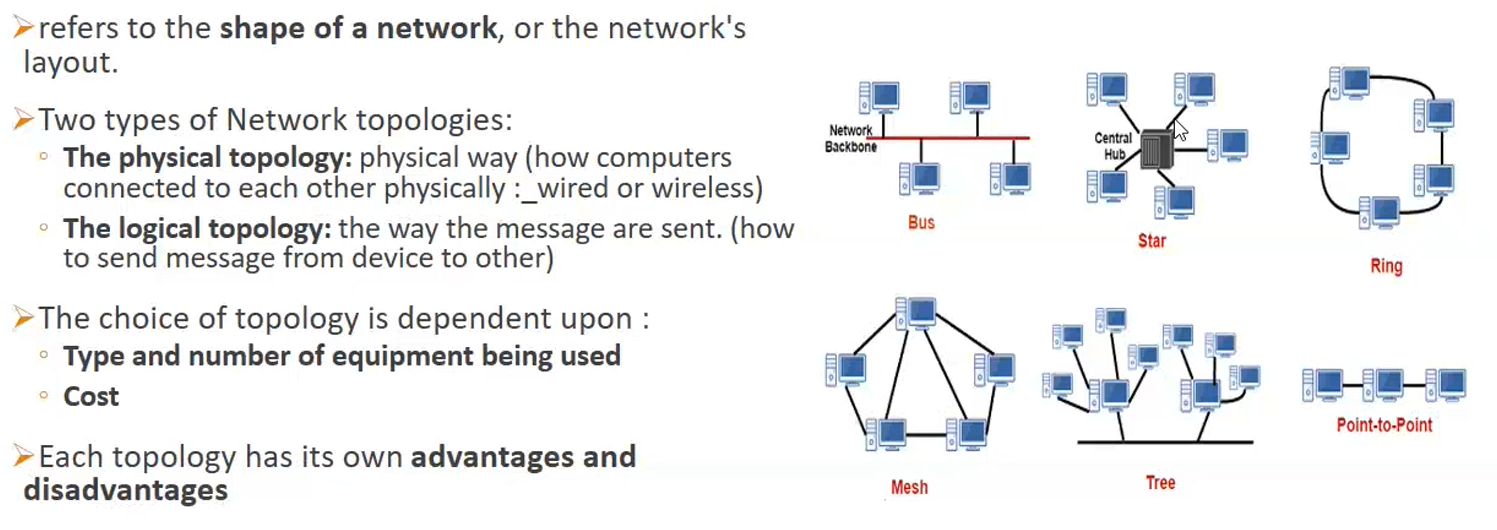 ➢refers to the shape of a network, or the network's
layout.
➢Two types of Network topologies:
◦ The physical topology: physical way (how computers
connected to each other physically :_wired or wireless)
◦ The logical topology: the way the message are sent. (how
to send message from device to other)
➢The choice of topology is dependent upon :
◦ Type and number of equipment being used
◦ Cost
➢Each topology has its own advantages and
disadvantages
Network
Backbone
Bus
Central
Hub
Star
Ring
Mesh
Tree
Point-to-Point